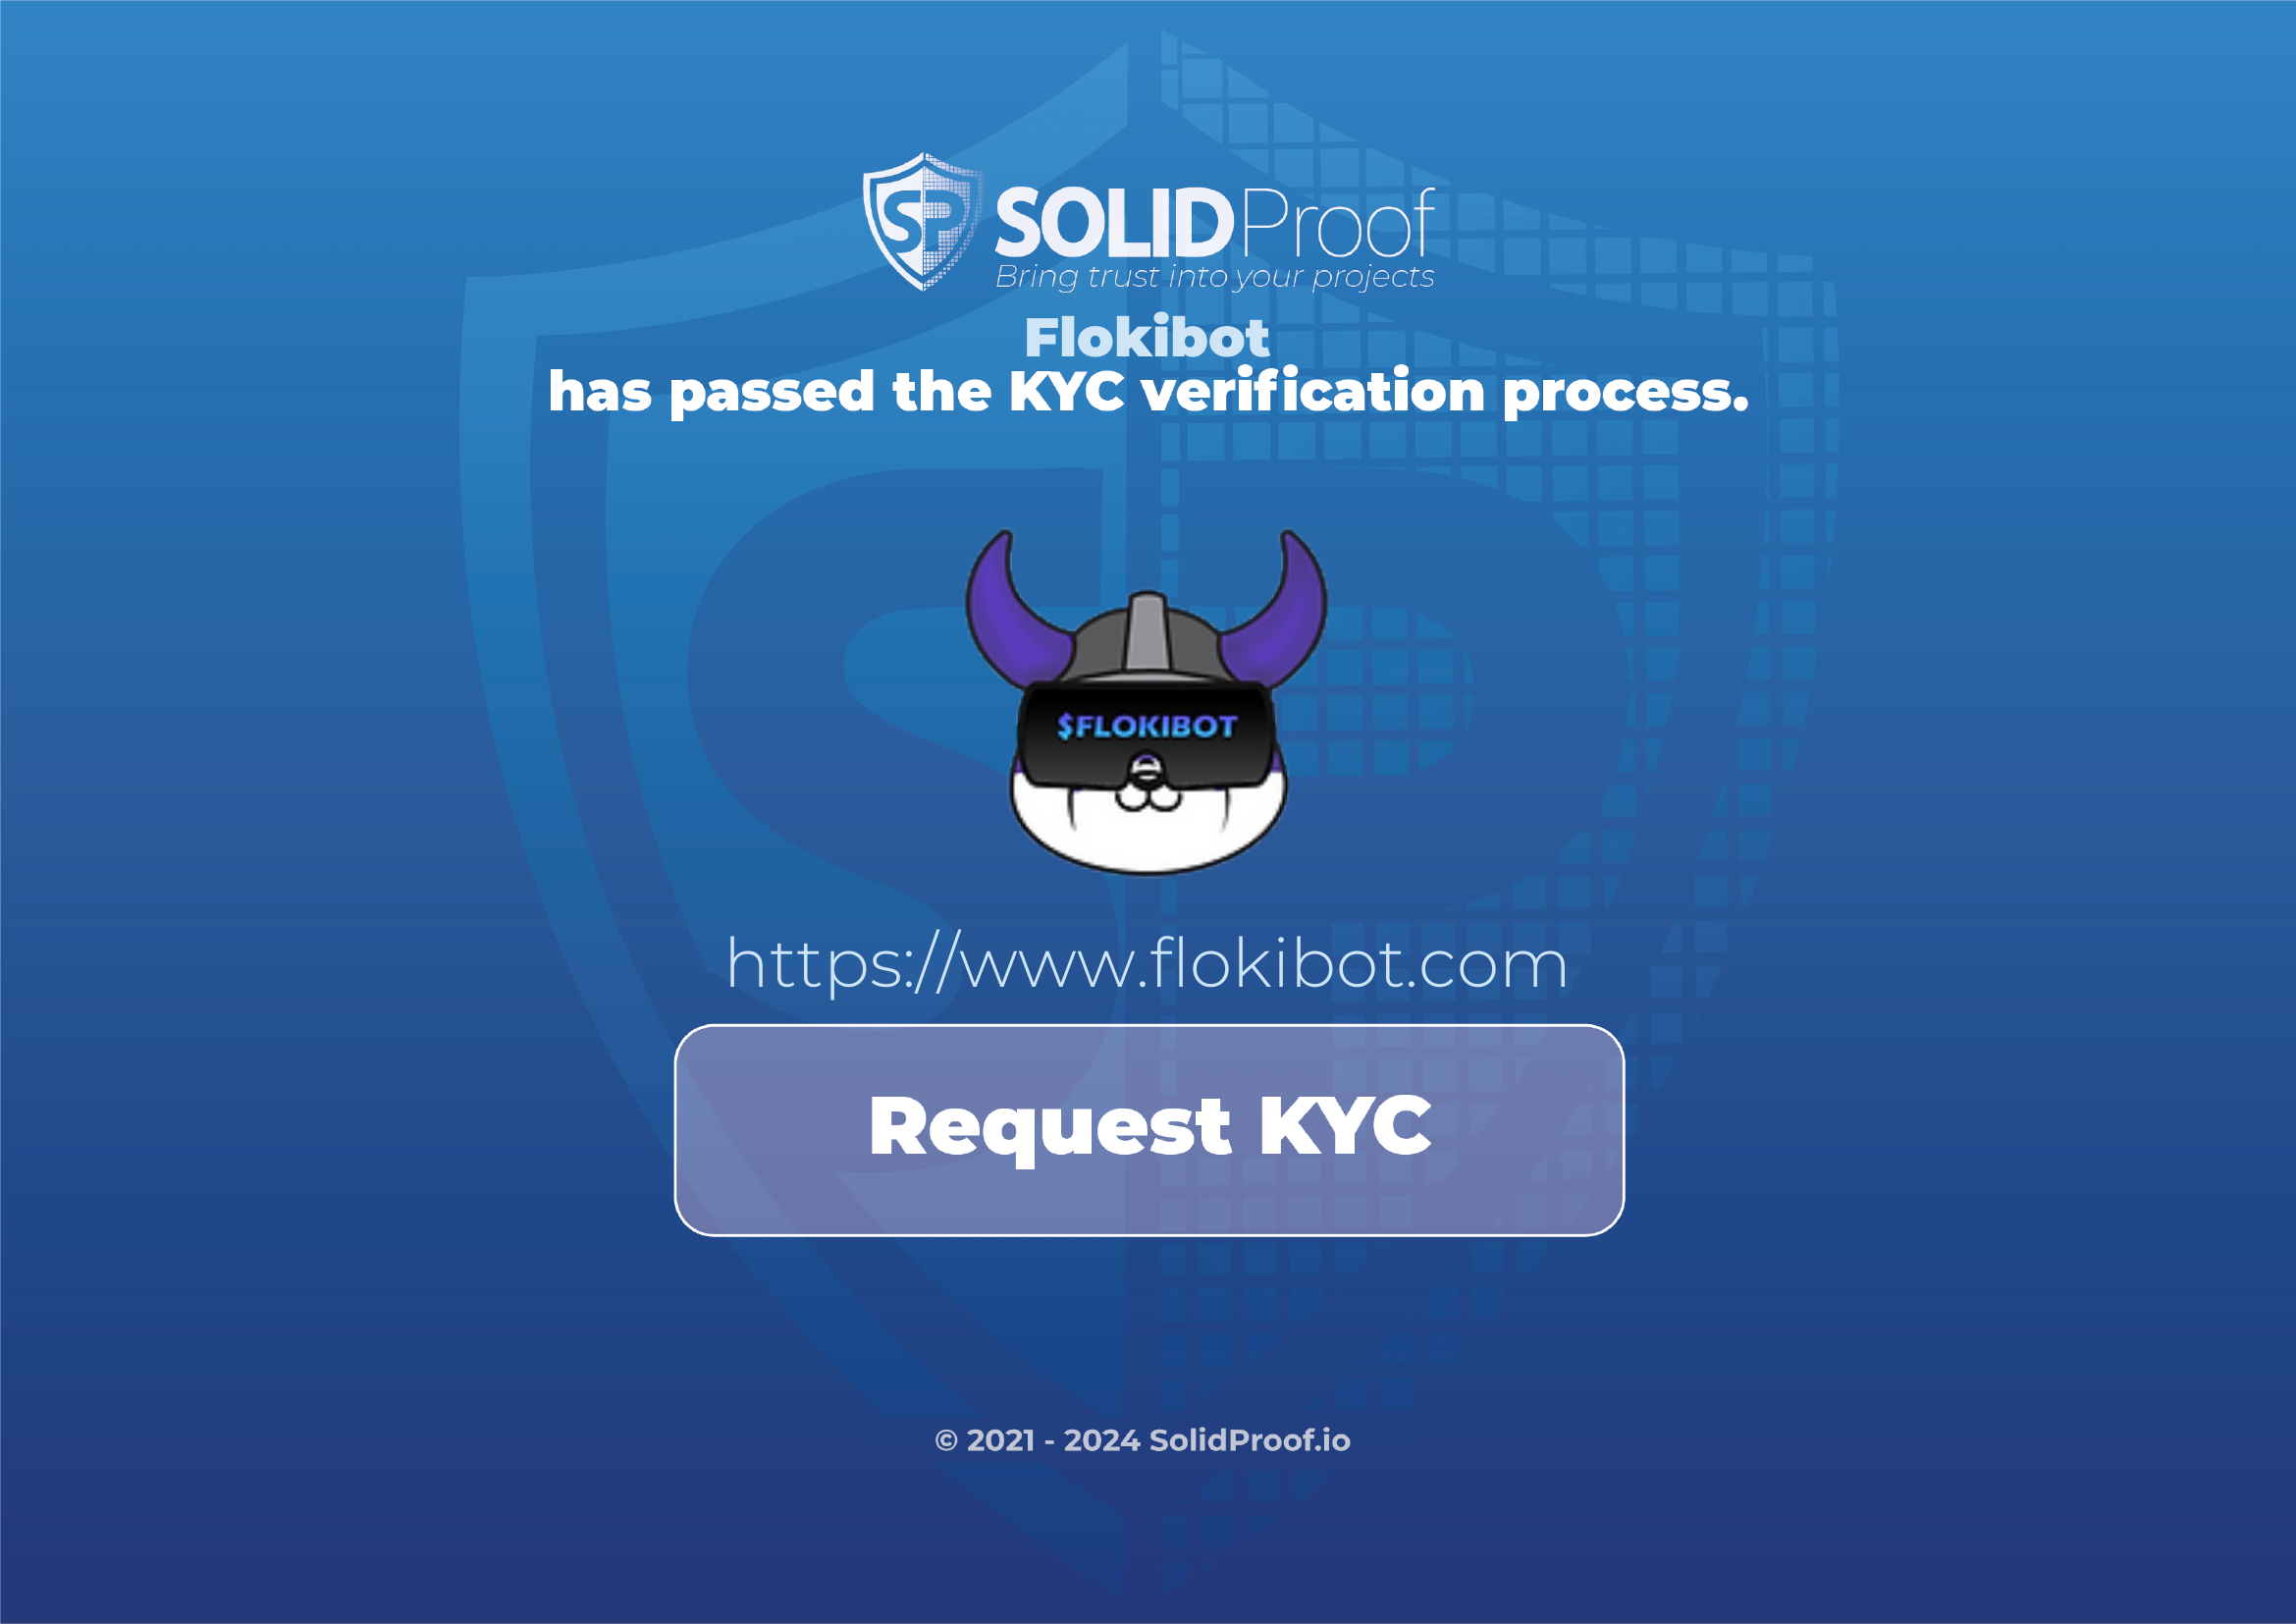 SP SOLIDProof
Bring trust into your projects
Flokibot
has passed the KYC verification process.
$FLOKIBOT
https://www.flokibot.com
Request KYC
© 2021 - 2024 SolidProof.io